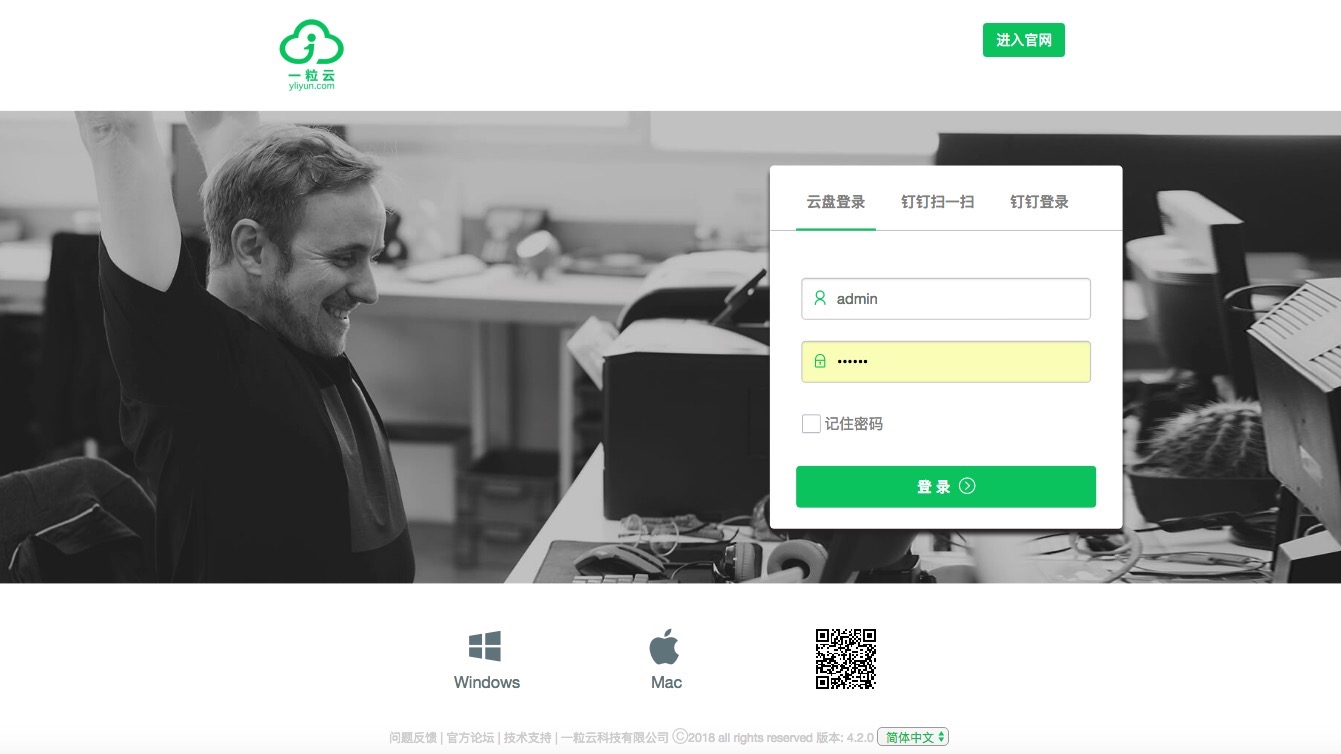 一粒云
yliyun.com
进入官网
云盘登录 钉钉扫一扫 钉钉登录
admin
••••••
记住密码
登 录
Windows
Mac
问题反馈 | 官方论坛 | 技术支持 | 一粒云科技有限公司 Ⓒ2018 all rights reserved 版本: 4.2.0 简体中文